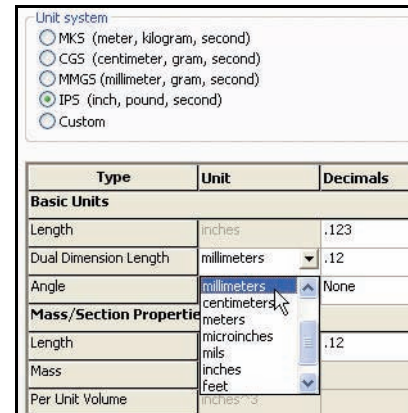 Unit system
MKS (meter, kilogram, second)
CGS (centimeter, gram, second)
MMGS (millimeter, gram, second)
IPS (inch, pound, second)
Custom
Type Unit Decimals
Basic Units
Length inches .123
Dual Dimension Length millimeters .12
Angle millimeters None
centimeters
Mass/Section Propertie
meters
microinches
Length .12
mils
Mass inches
feet
Per Unit Volume inches^3